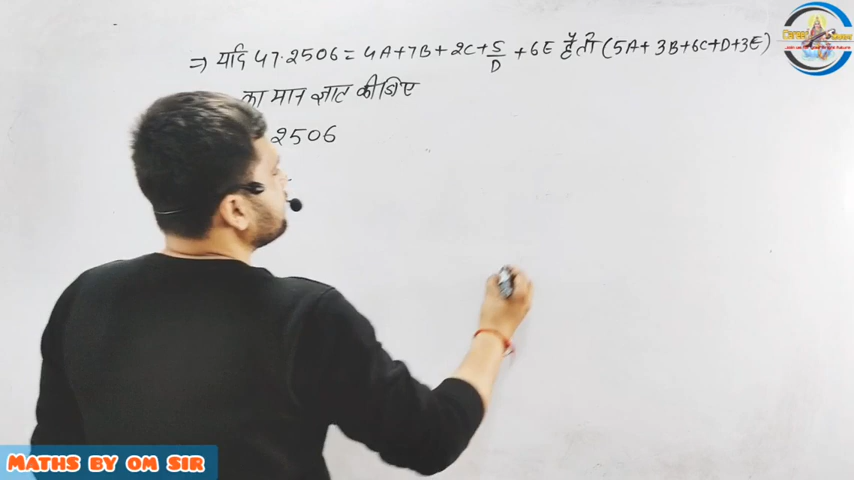 ⇒ यदि 47.2506 = 4A+7B+2C+5/D+6E है तो (5A+3B+6C+D+3E)
का मान ज्ञात कीजिए
2506
MATHS BY OM SIR